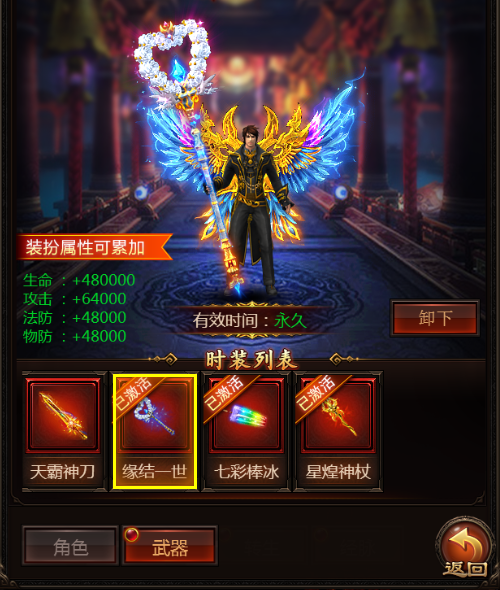 装扮属性可累加
生命 : +480000
攻击 : +64000
法防 : +48000
物防 : +48000
有效时间 : 永久
卸下
时装列表
已激活 已激活 已激活
天霸神刀 缘结一世 七彩棒冰 星煌神杖
角色 武器
返回